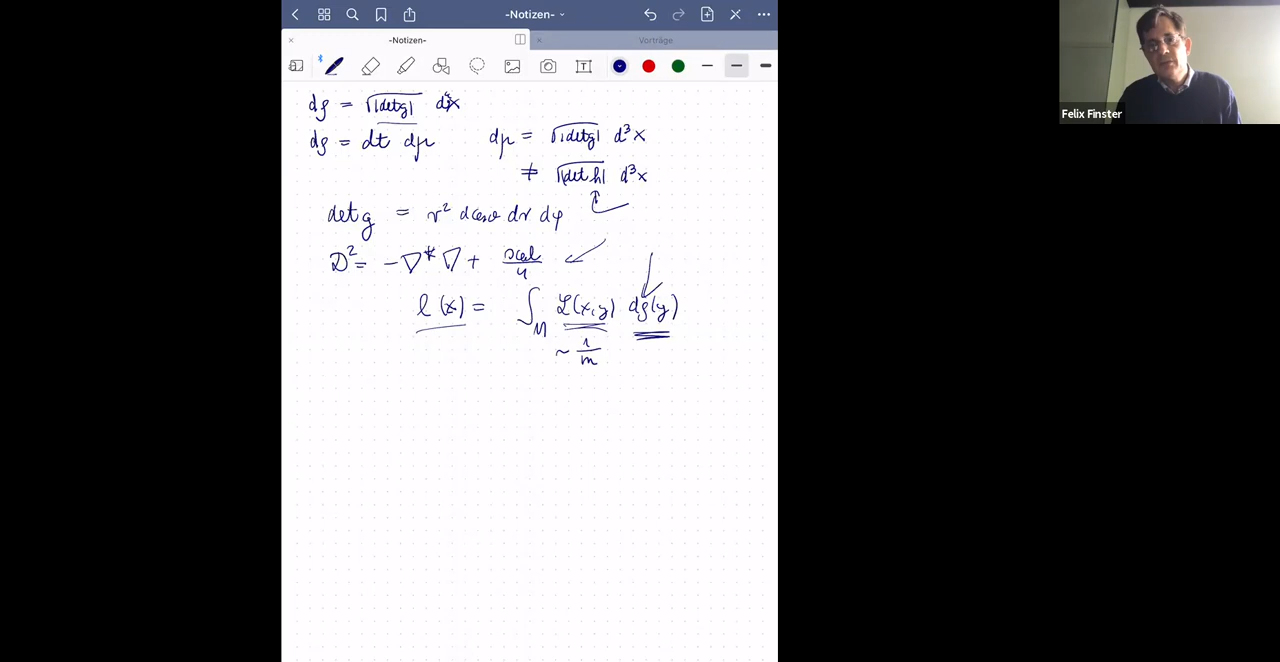 -Notizen-
-Notizen- Vorträge
dρ = √|det g| d⁴x
dρ = dt dμ dμ = √|det g| d³x
≠ √|det h| d³x
det g = r² dcosϑ dr dφ
D² = -∇*∇ + scal/4
ℓ(x) = ∫_M L(x,y) dρ(y)
~ 1/m
Felix Finster